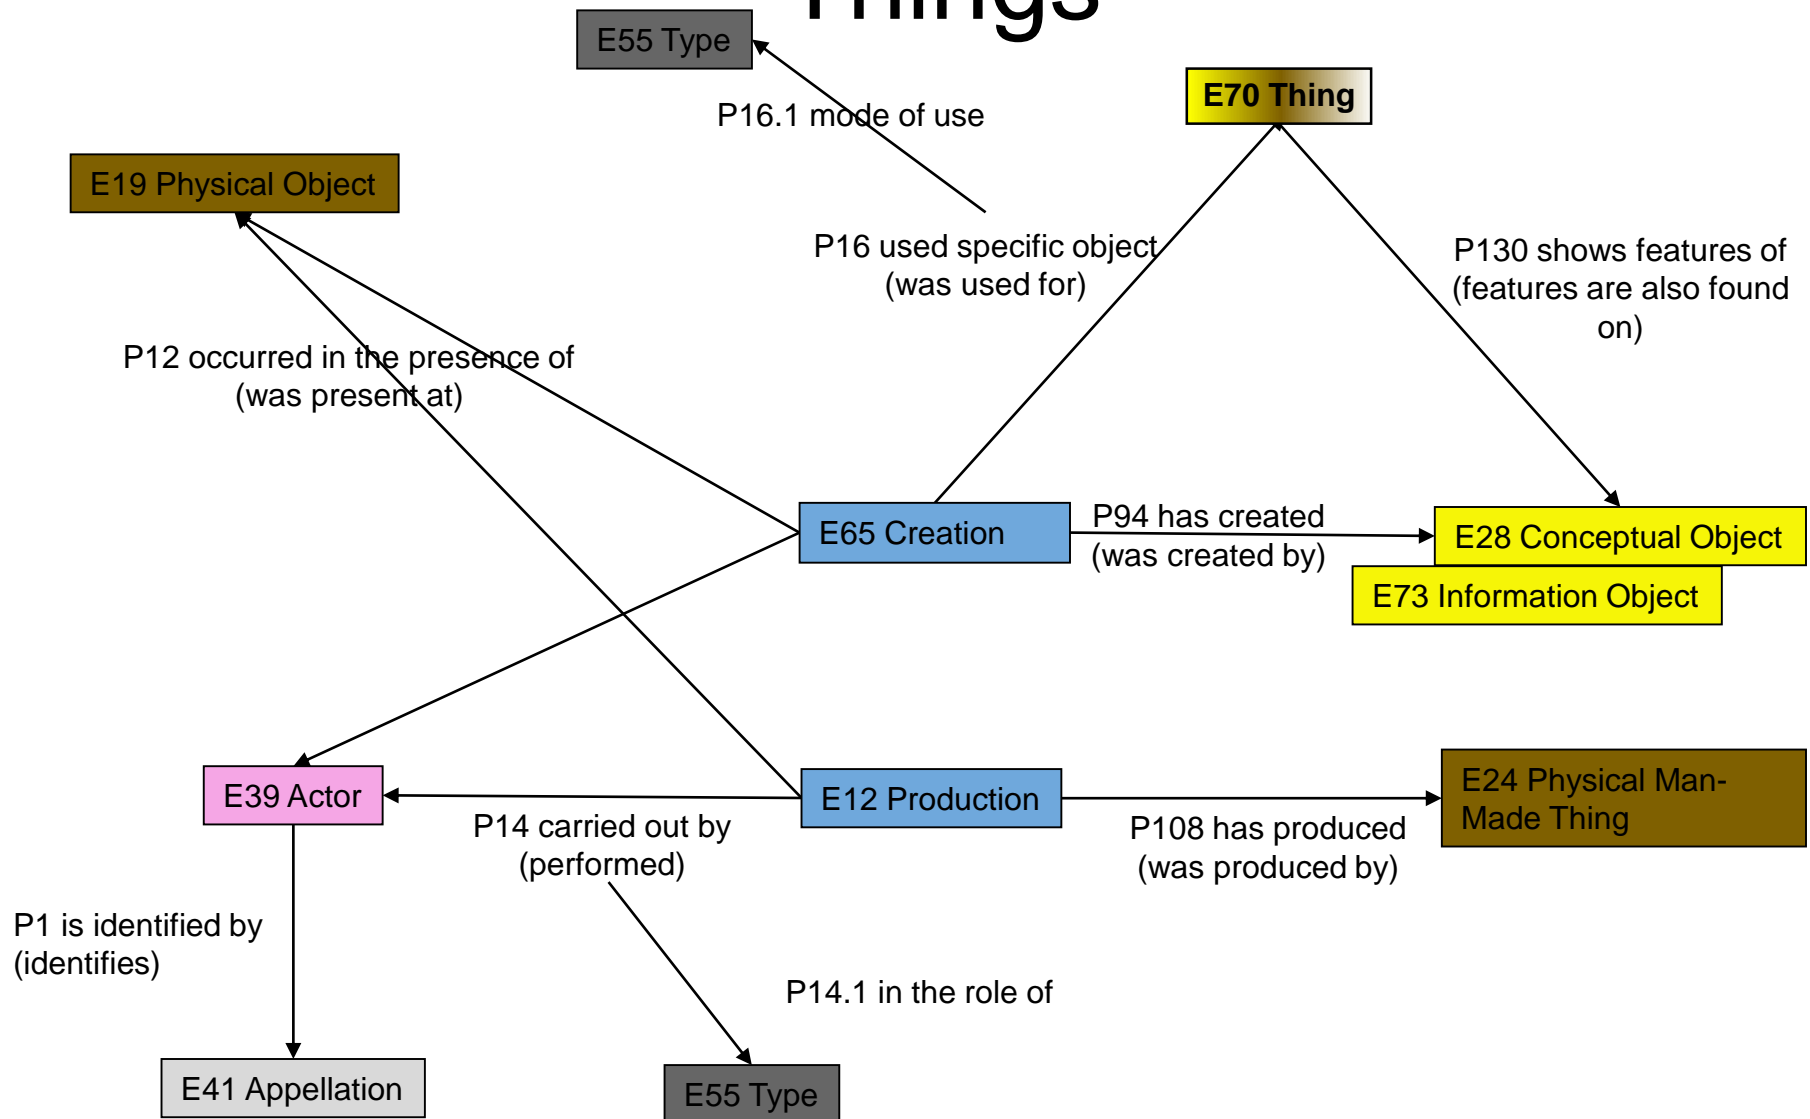 Things
E55 Type
E70 Thing
P16.1 mode of use
E19 Physical Object
P16 used specific object
(was used for)
P130 shows features of
(features are also found
on)
P12 occurred in the presence of
(was present at)
E65 Creation
P94 has created
(was created by)
E28 Conceptual Object
E73 Information Object
E39 Actor
E12 Production
E24 Physical Man-
Made Thing
P14 carried out by
(performed)
P108 has produced
(was produced by)
P1 is identified by
(identifies)
P14.1 in the role of
E41 Appellation
E55 Type